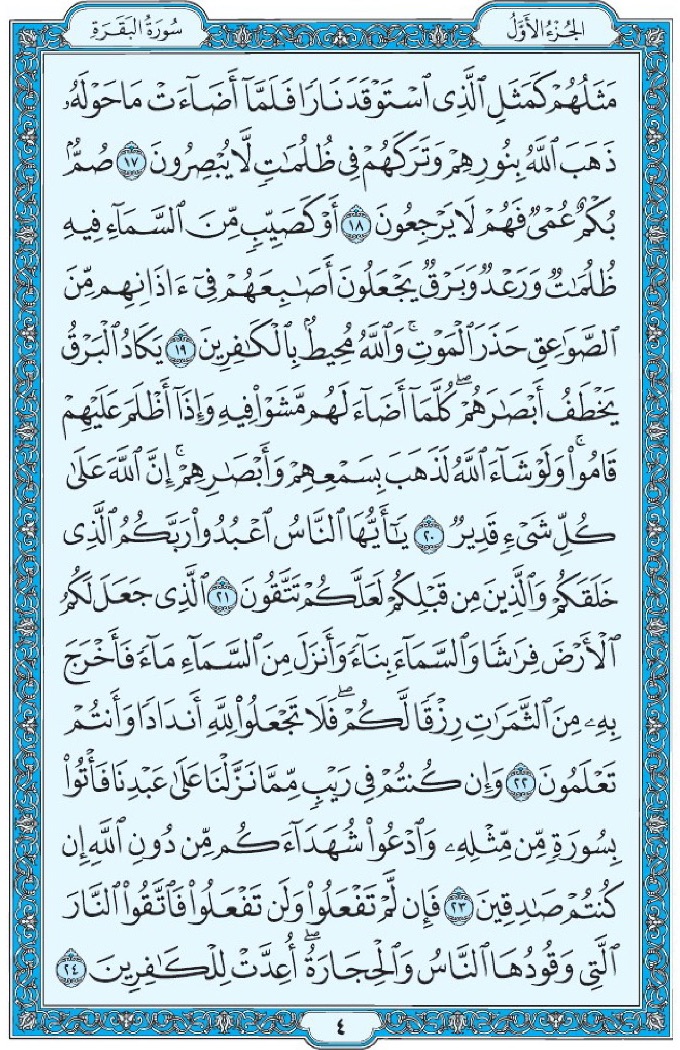 الجُزْءُ الأَوَّلُ
سُورَةُ البَقَرَةِ
مَثَلُهُمْ كَمَثَلِ ٱلَّذِى ٱسْتَوْقَدَ نَارًا فَلَمَّآ أَضَآءَتْ مَا حَوْلَهُۥ
ذَهَبَ ٱللَّهُ بِنُورِهِمْ وَتَرَكَهُمْ فِى ظُلُمَٰتٍ لَّا يُبْصِرُونَ ١٧ صُمٌّۢ
بُكْمٌ عُمْىٌ فَهُمْ لَا يَرْجِعُونَ ١٨ أَوْ كَصَيِّبٍ مِّنَ ٱلسَّمَآءِ فِيهِ
ظُلُمَٰتٌ وَرَعْدٌ وَبَرْقٌ يَجْعَلُونَ أَصَٰبِعَهُمْ فِىٓ ءَاذَانِهِم مِّنَ
ٱلصَّوَٰعِقِ حَذَرَ ٱلْمَوْتِ ۚ وَٱللَّهُ مُحِيطٌۢ بِٱلْكَٰفِرِينَ ١٩ يَكَادُ ٱلْبَرْقُ
يَخْطَفُ أَبْصَٰرَهُمْ ۖ كُلَّمَآ أَضَآءَ لَهُم مَّشَوْا۟ فِيهِ وَإِذَآ أَظْلَمَ عَلَيْهِمْ
قَامُوا۟ ۚ وَلَوْ شَآءَ ٱللَّهُ لَذَهَبَ بِسَمْعِهِمْ وَأَبْصَٰرِهِمْ ۚ إِنَّ ٱللَّهَ عَلَىٰ
كُلِّ شَىْءٍ قَدِيرٌ ٢٠ يَٰٓأَيُّهَا ٱلنَّاسُ ٱعْبُدُوا۟ رَبَّكُمُ ٱلَّذِى
خَلَقَكُمْ وَٱلَّذِينَ مِن قَبْلِكُمْ لَعَلَّكُمْ تَتَّقُونَ ٢١ ٱلَّذِى جَعَلَ لَكُمُ
ٱلْأَرْضَ فِرَٰشًا وَٱلسَّمَآءَ بِنَآءً وَأَنزَلَ مِنَ ٱلسَّمَآءِ مَآءً فَأَخْرَجَ
بِهِۦ مِنَ ٱلثَّمَرَٰتِ رِزْقًا لَّكُمْ ۖ فَلَا تَجْعَلُوا۟ لِلَّهِ أَندَادًا وَأَنتُمْ
تَعْلَمُونَ ٢٢ وَإِن كُنتُمْ فِى رَيْبٍ مِّمَّا نَزَّلْنَا عَلَىٰ عَبْدِنَا فَأْتُوا۟
بِسُورَةٍ مِّن مِّثْلِهِۦ وَٱدْعُوا۟ شُهَدَآءَكُم مِّن دُونِ ٱللَّهِ إِن
كُنتُمْ صَٰدِقِينَ ٢٣ فَإِن لَّمْ تَفْعَلُوا۟ وَلَن تَفْعَلُوا۟ فَٱتَّقُوا۟ ٱلنَّارَ
ٱلَّتِى وَقُودُهَا ٱلنَّاسُ وَٱلْحِجَارَةُ ۖ أُعِدَّتْ لِلْكَٰفِرِينَ ٢٤
٤